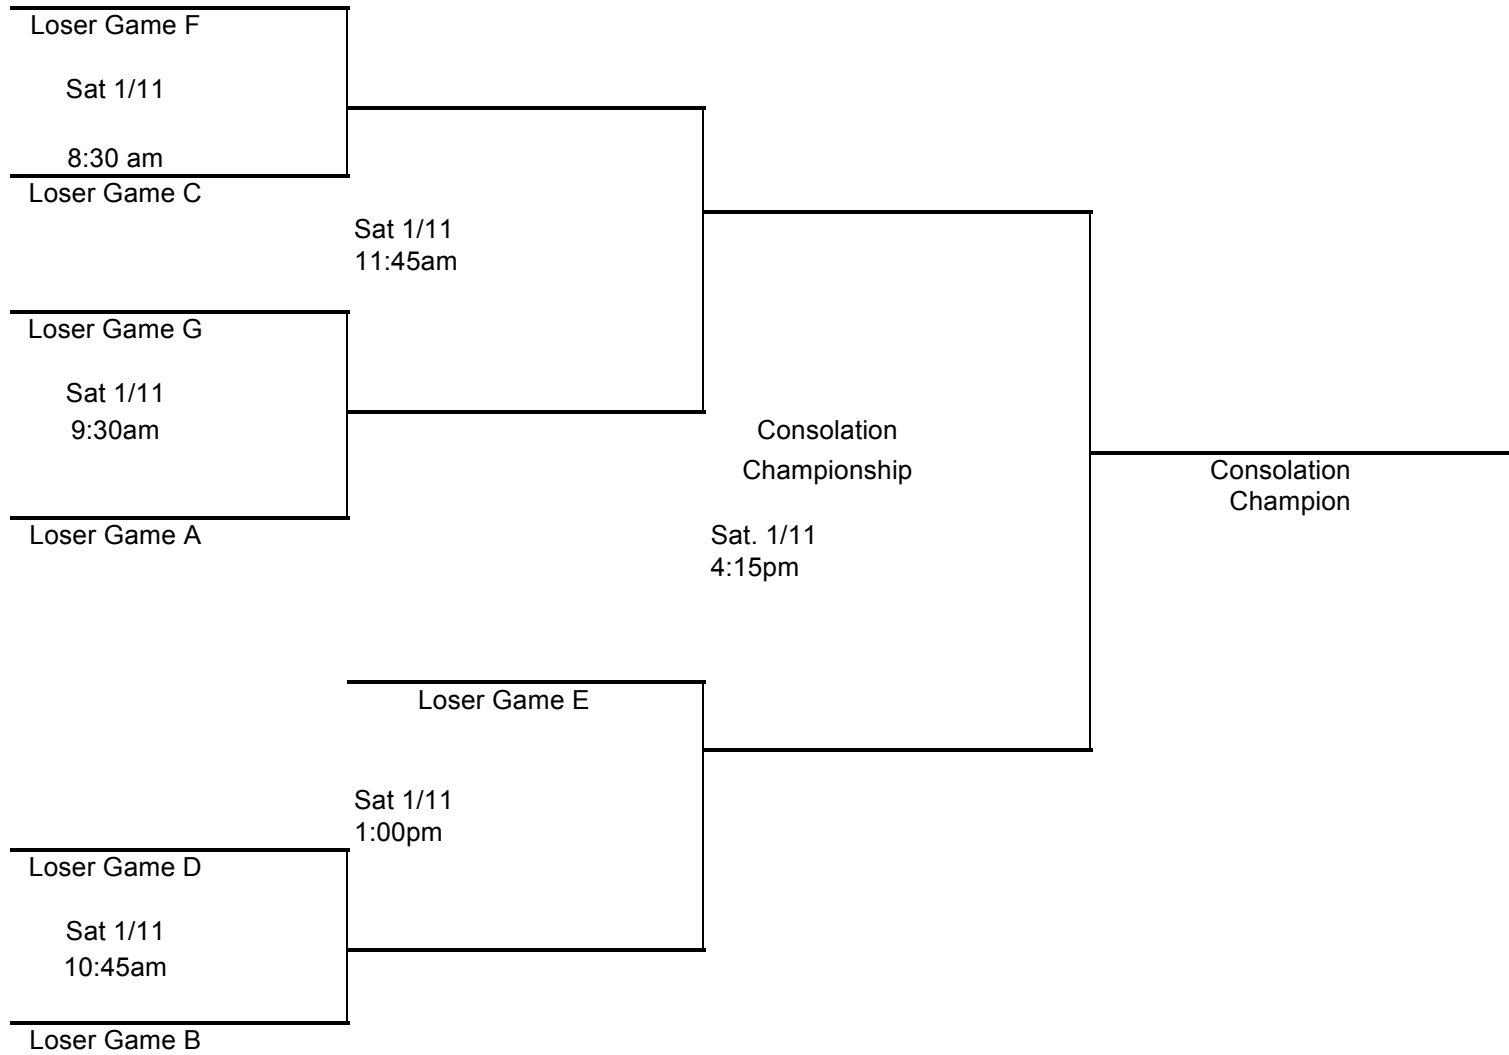 Loser Game F
Sat 1/11
8:30 am
Loser Game C
Sat 1/11
11:45am
Loser Game G
Sat 1/11
9:30am
Loser Game A
Consolation
Championship
Sat. 1/11
4:15pm
Consolation
Champion
Loser Game E
Sat 1/11
1:00pm
Loser Game D
Sat 1/11
10:45am
Loser Game B